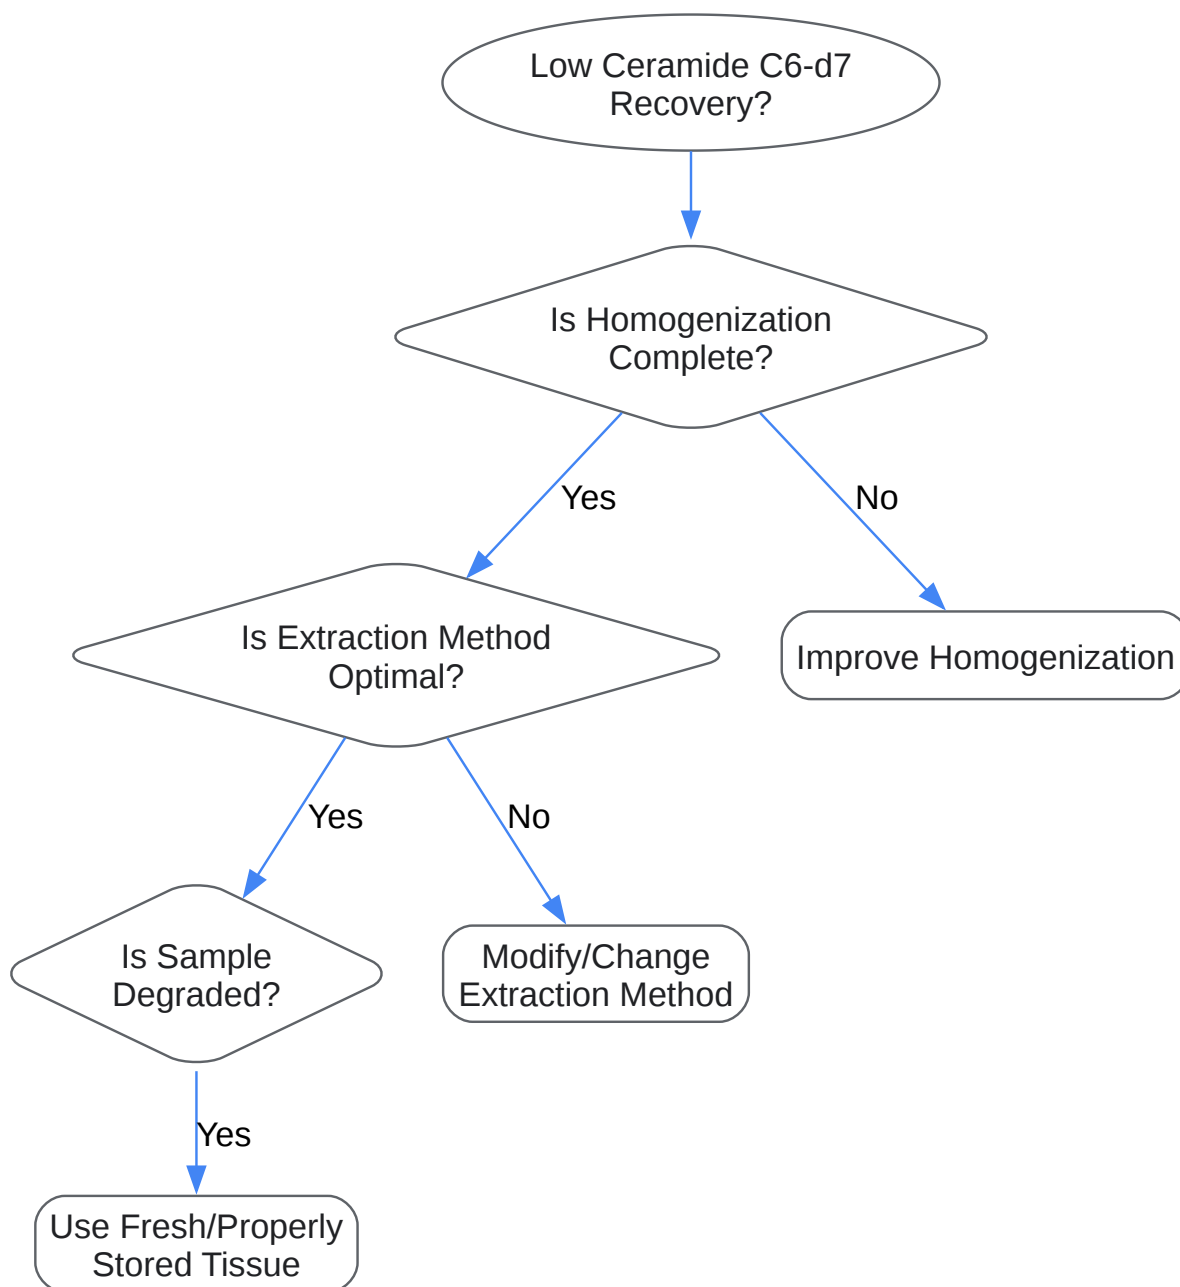 Low Ceramide C6-d7
Recovery?
Is Homogenization
Complete?
Yes
No
Is Extraction Method
Optimal?
Improve Homogenization
Yes
No
Is Sample
Degraded?
Modify/Change
Extraction Method
Yes
Use Fresh/Properly
Stored Tissue